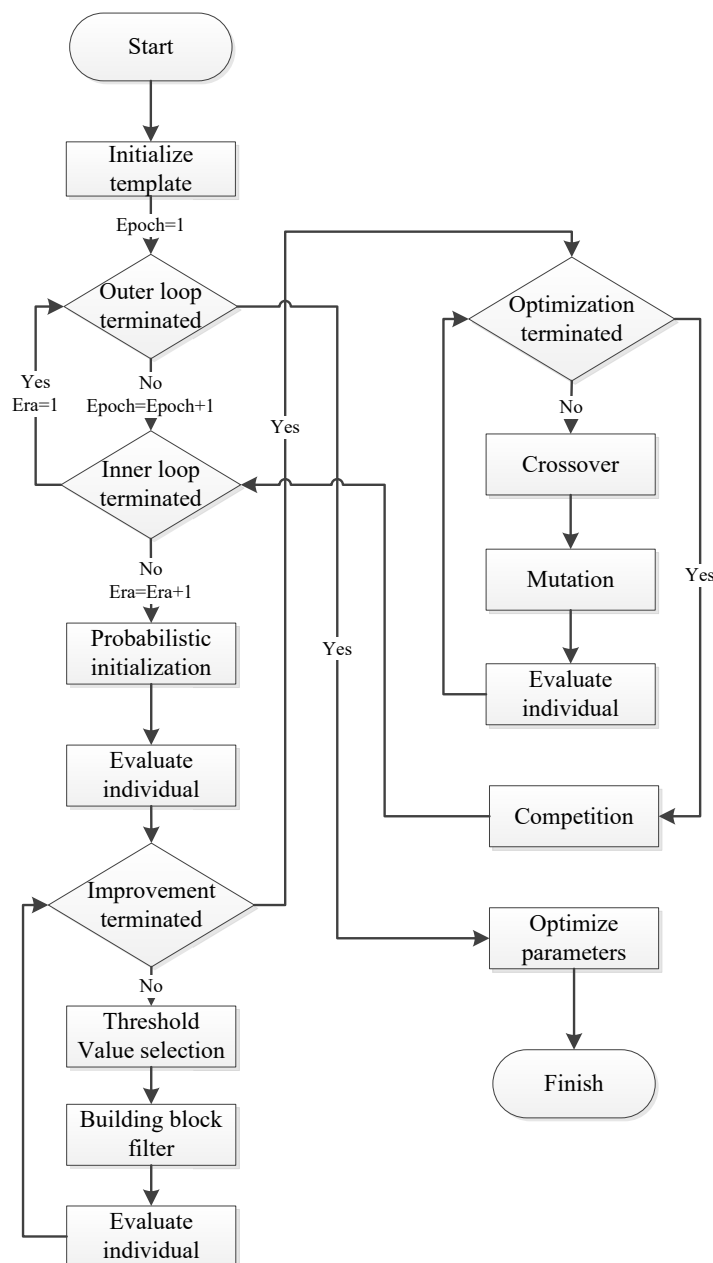 Start
Initialize
template
Epoch=1
Outer loop
terminated
No
Epoch=Epoch+1
Yes
Era=1
Inner loop
terminated
No
Era=Era+1
Probabilistic
initialization
Evaluate
individual
Improvement
terminated
No
Threshold
Value selection
Building block
filter
Evaluate
individual
Yes
Yes
Optimization
terminated
No
Crossover
Mutation
Evaluate
individual
Yes
Competition
Optimize
parameters
Finish